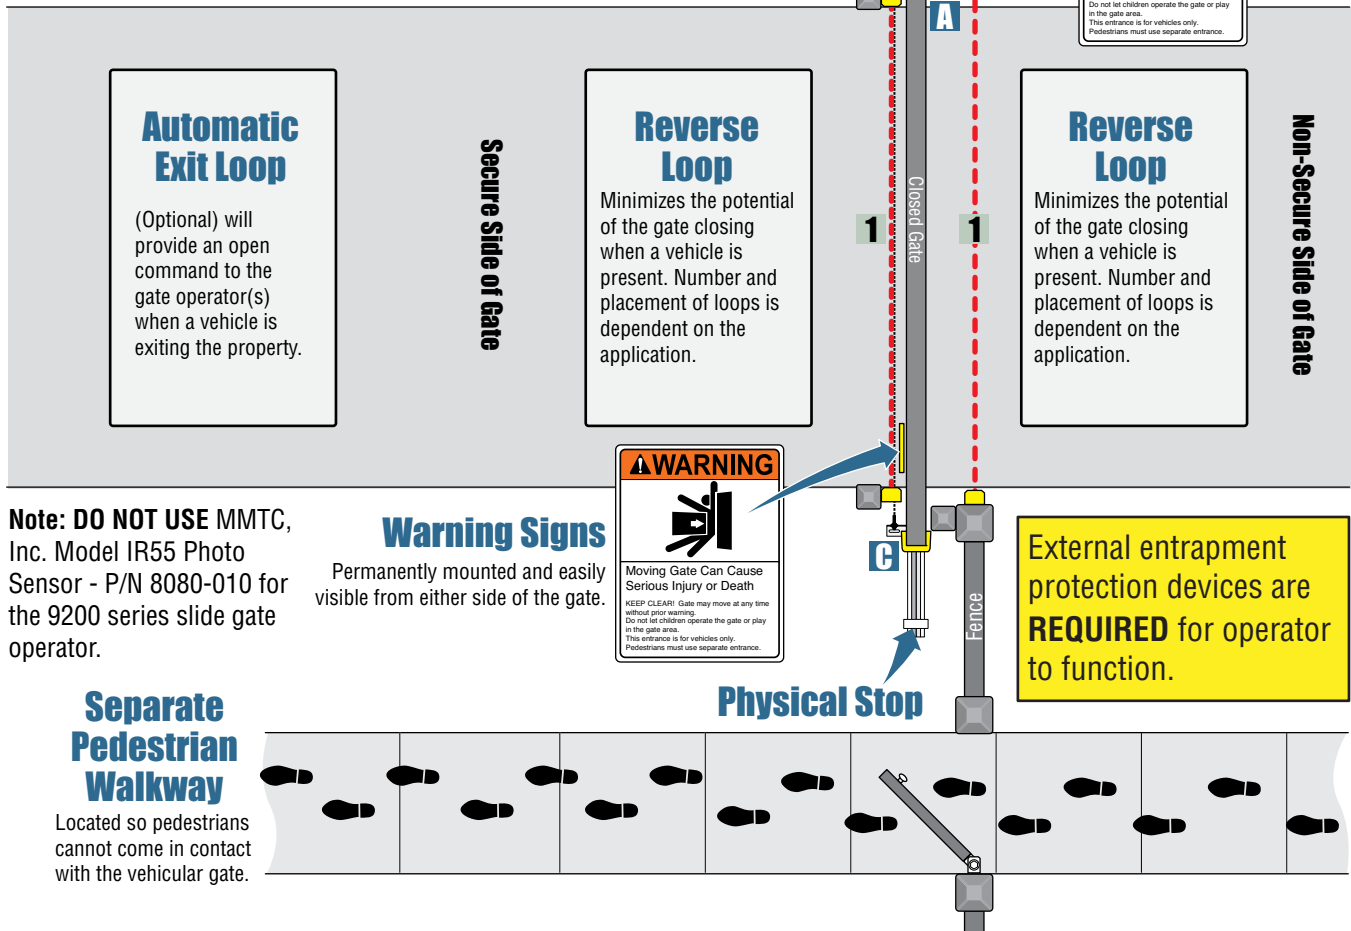 Do not let children operate the gate or play
in the gate area.
This entrance is for vehicles only.
Pedestrians must use separate entrance.
A
Automatic
Exit Loop
(Optional) will
provide an open
command to the
gate operator(s)
when a vehicle is
exiting the property.
Secure Side of Gate
Reverse
Loop
Minimizes the potential
of the gate closing
when a vehicle is
present. Number and
placement of loops is
dependent on the
application.
1
Closed Gate
1
Reverse
Loop
Minimizes the potential
of the gate closing
when a vehicle is
present. Number and
placement of loops is
dependent on the
application.
Non-Secure Side of Gate
Note: DO NOT USE MMTC,
Inc. Model IR55 Photo
Sensor - P/N 8080-010 for
the 9200 series slide gate
operator.
Warning Signs
Permanently mounted and easily
visible from either side of the gate.
WARNING
Moving Gate Can Cause
Serious Injury or Death
KEEP CLEAR! Gate may move at any time
without prior warning.
Do not let children operate the gate or play
in the gate area.
This entrance is for vehicles only.
Pedestrians must use separate entrance.
C
Physical Stop
Fence
External entrapment
protection devices are
REQUIRED for operator
to function.
Separate
Pedestrian
Walkway
Located so pedestrians
cannot come in contact
with the vehicular gate.